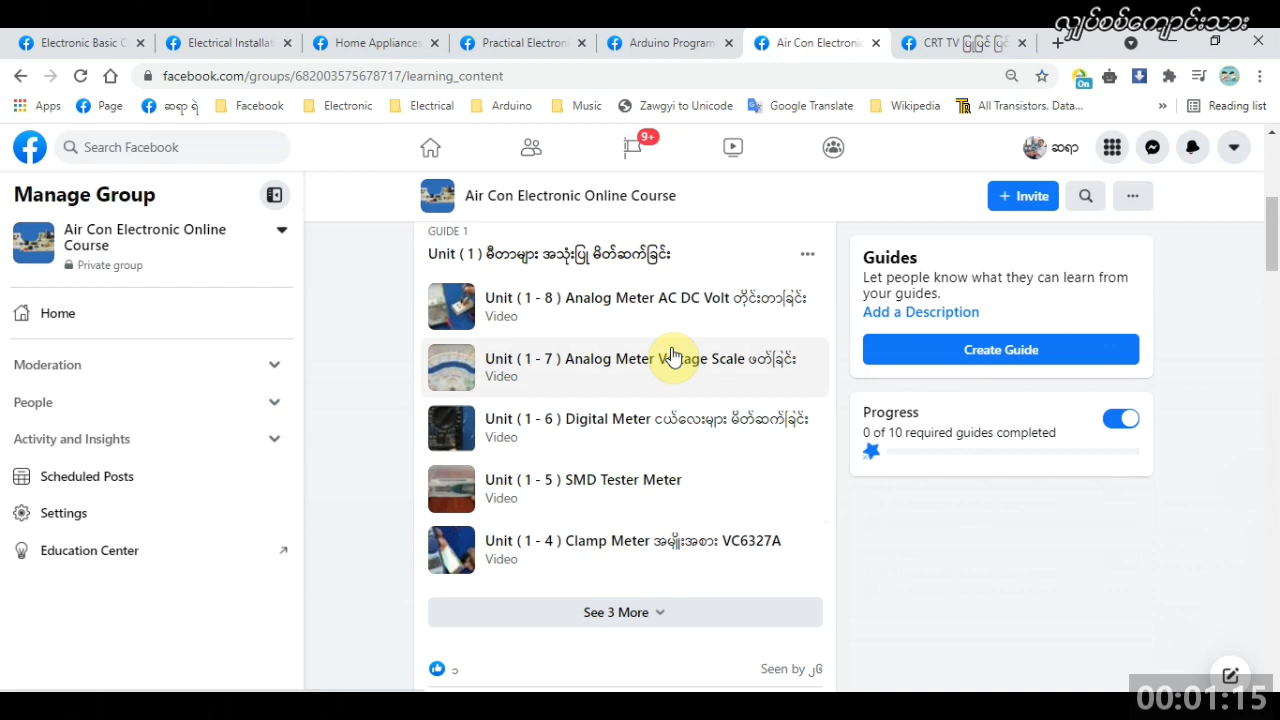 လျှပ်စစ်ကျောင်းသား
Electronic Basic C
Electrical Installat
Home Appliances
Practical Electron
Arduino Program
Air Con Electronic
CRT TV ပြုပြင်
facebook.com/groups/682003575678717/learning_content
On
Apps
Page
ဆရာ ရဲ
Facebook
Electronic
Electrical
Arduino
Music
Zawgyi to Unicode
Google Translate
Wikipedia
All Transistors. Data...
»
Reading list
Search Facebook
9+
ဆရာ
Manage Group
Air Con Electronic Online Course
+ Invite
Air Con Electronic Online
Course
Private group
GUIDE 1
Unit ( 1 ) မီတာများ အသုံးပြု မိတ်ဆက်ခြင်း
Guides
Let people know what they can learn from
your guides.
Add a Description
Create Guide
Home
Unit ( 1 - 8 ) Analog Meter AC DC Volt တိုင်းတာခြင်း
Video
Moderation
Unit ( 1 - 7 ) Analog Meter Voltage Scale ဖတ်ခြင်း
Video
People
Progress
0 of 10 required guides completed
Activity and Insights
Unit ( 1 - 6 ) Digital Meter ငယ်လေးများ မိတ်ဆက်ခြင်း
Video
Scheduled Posts
Unit ( 1 - 5 ) SMD Tester Meter
Video
Settings
Education Center
Unit ( 1 - 4 ) Clamp Meter အမျိုးအစား VC6327A
Video
See 3 More
၁
Seen by ၂၆
00:01:15